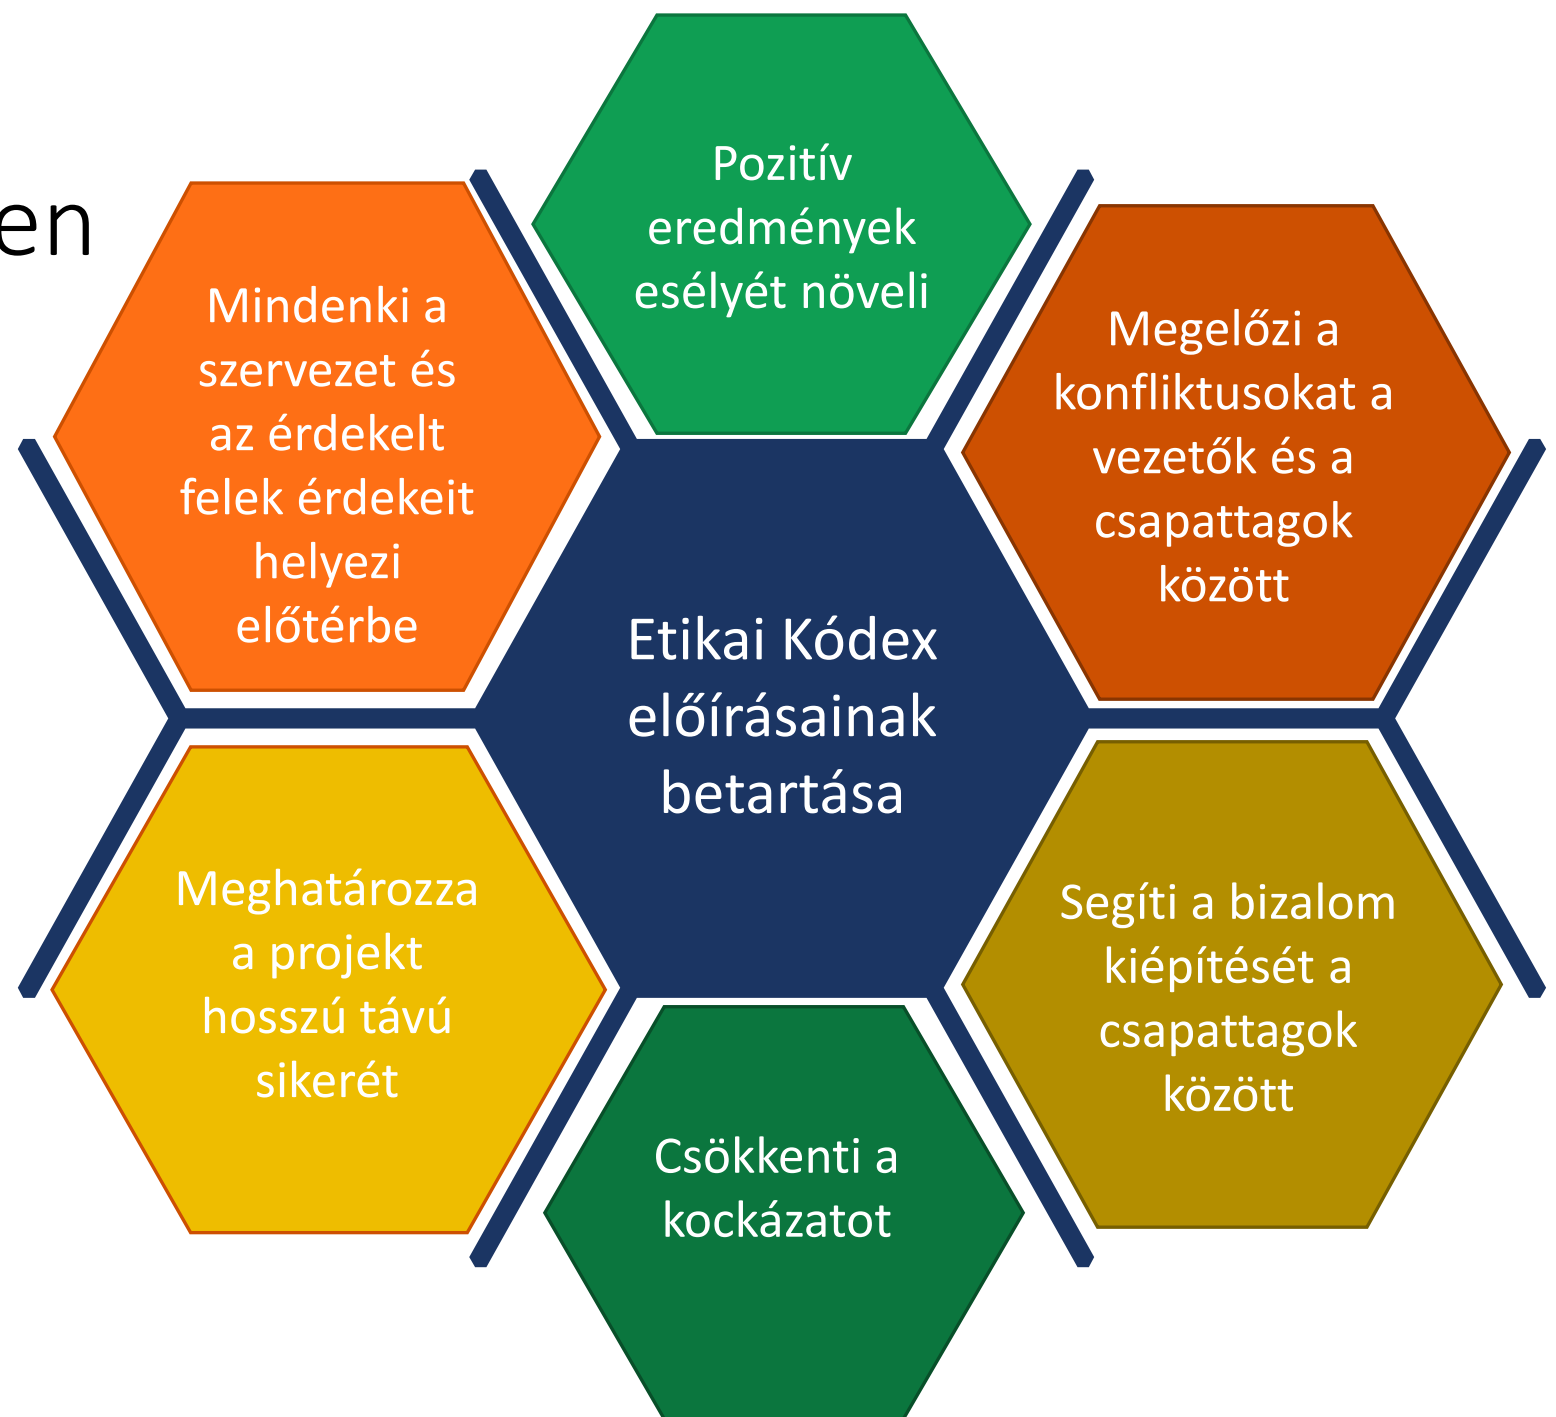 en
Pozitív
eredmények
esélyét növeli
Mindenki a
szervezet és
az érdekelt
felek érdekeit
helyezi
előtérbe
Megelőzi a
konfliktusokat a
vezetők és a
csapattagok
között
Etikai Kódex
előírásainak
betartása
Meghatározza
a projekt
hosszú távú
sikerét
Segíti a bizalom
kiépítését a
csapattagok
között
Csökkenti a
kockázatot